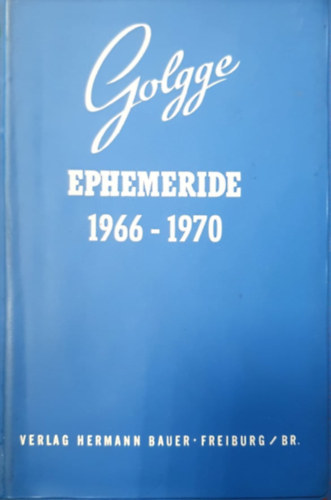 Golgge
EPHEMERIDE
1966 - 1970
VERLAG HERMANN BAUER · FREIBURG / BR.